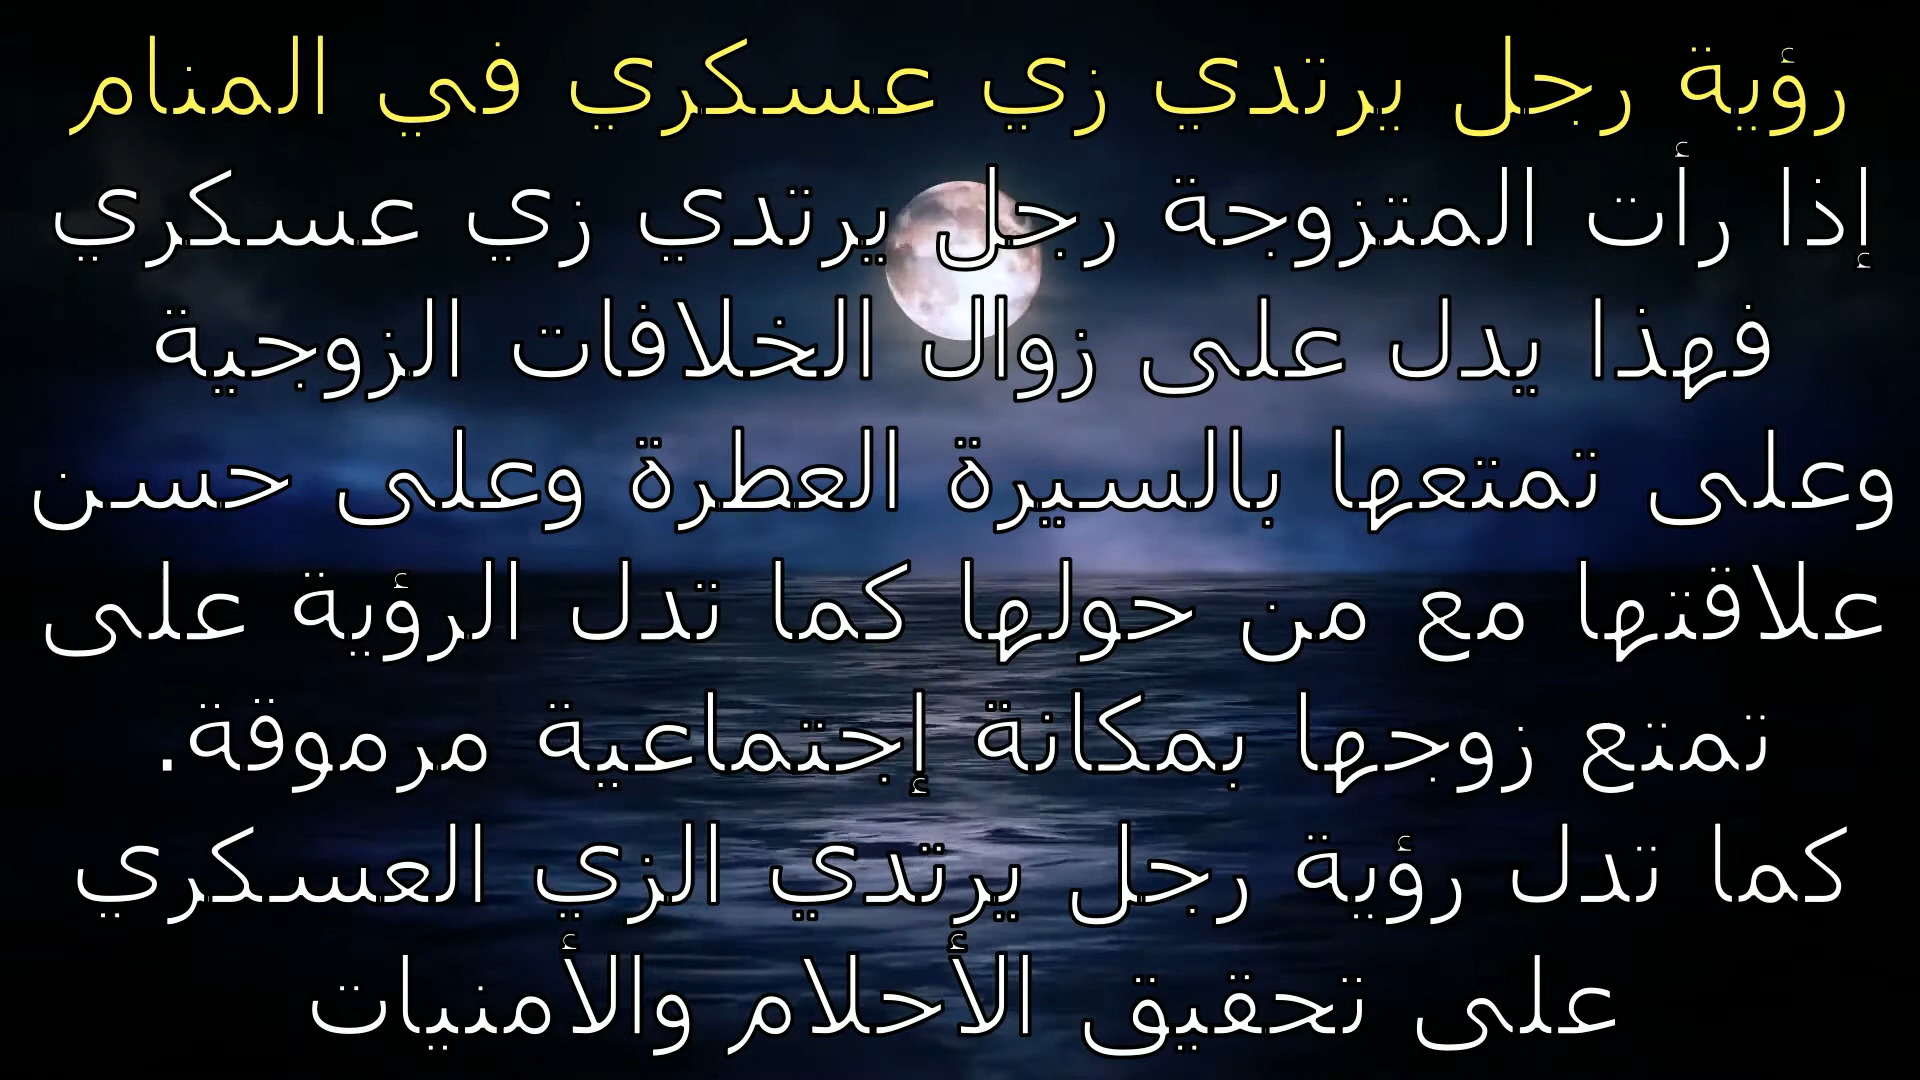 رؤية رجل يرتدي زي عسكري في المنام
إذا رأت المتزوجة رجل يرتدي زي عسكري
فهذا يدل على زوال الخلافات الزوجية
وعلى تمتعها بالسيرة العطرة وعلى حسن
علاقتها مع من حولها كما تدل الرؤية على
تمتع زوجها بمكانة إجتماعية مرموقة.
كما تدل رؤية رجل يرتدي الزي العسكري
على تحقيق الأحلام والأمنيات